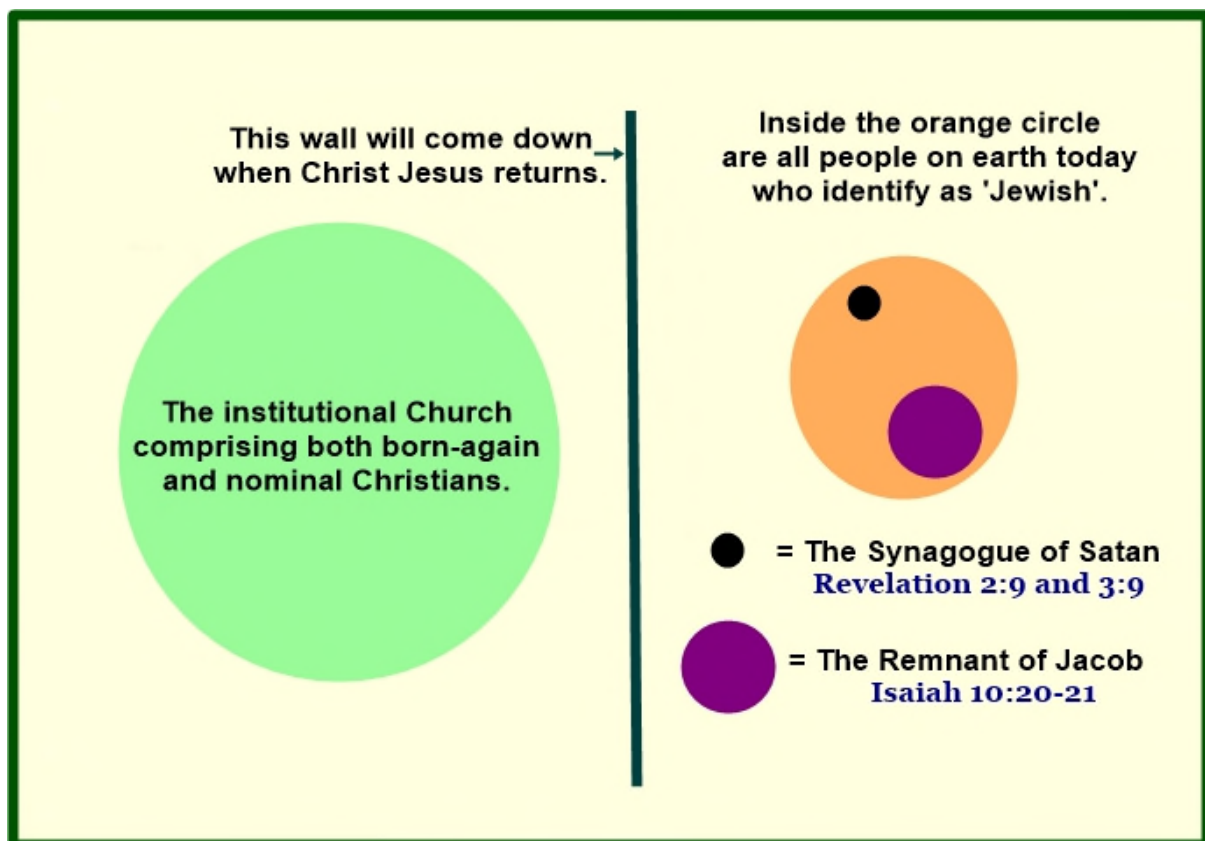 This wall will come down
when Christ Jesus returns.
Inside the orange circle
are all people on earth today
who identify as 'Jewish'.
The institutional Church
comprising both born-again
and nominal Christians.
= The Synagogue of Satan
Revelation 2:9 and 3:9
= The Remnant of Jacob
Isaiah 10:20-21